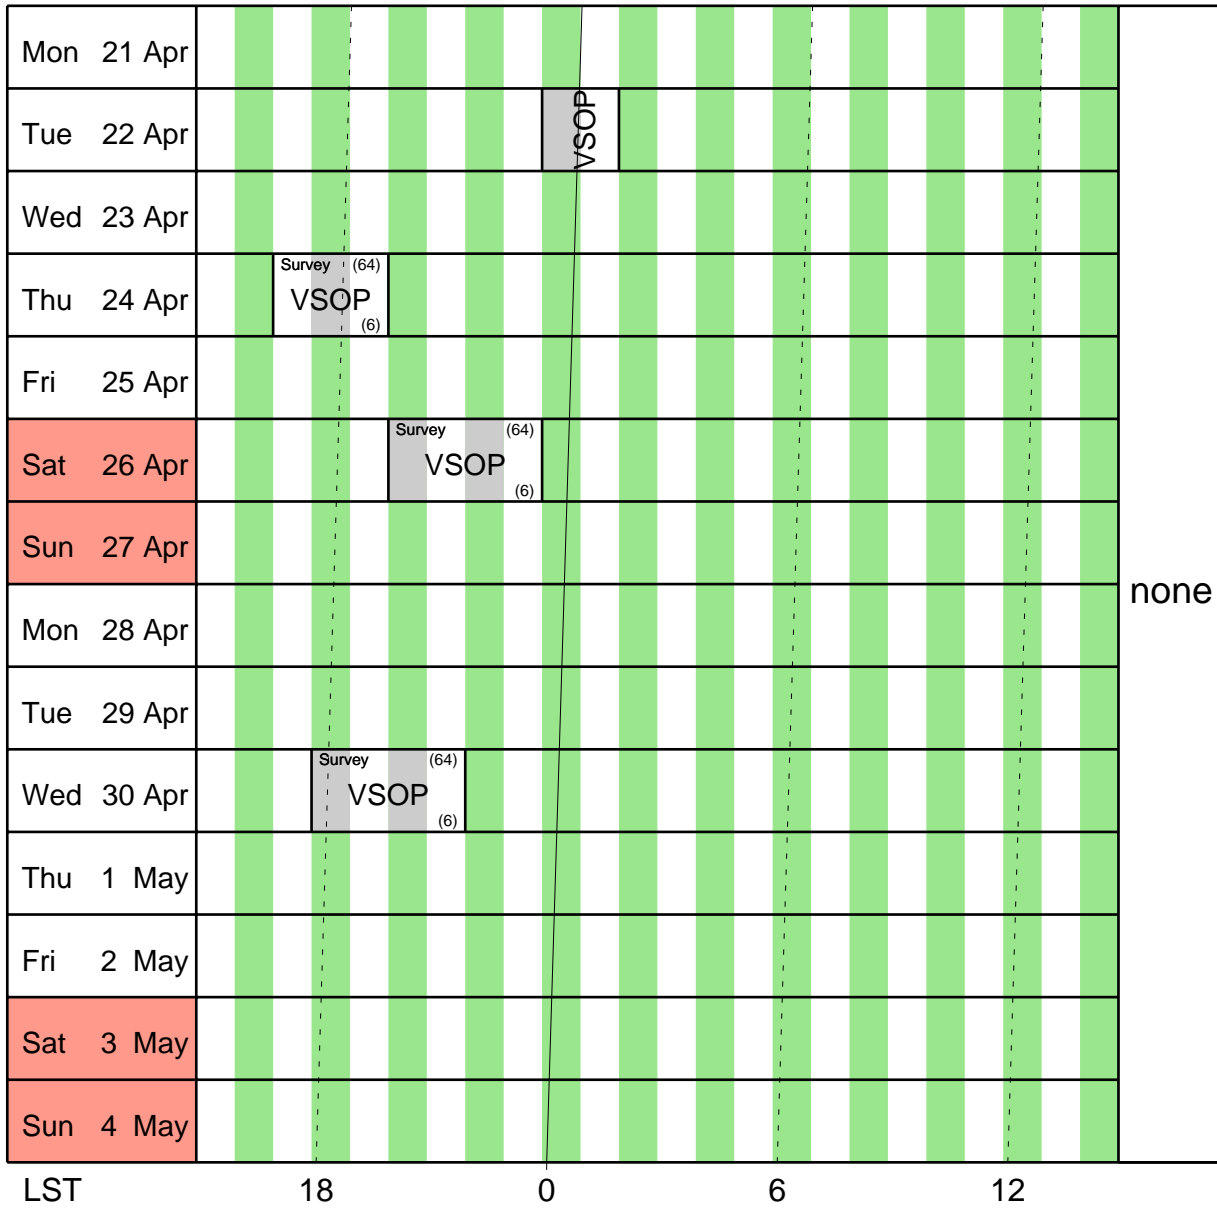 Mon 21 Apr
Tue 22 Apr
VSOP
Wed 23 Apr
Thu 24 Apr
Survey (64)
VSOP
(6)
Fri 25 Apr
Sat 26 Apr
Survey (64)
VSOP
(6)
Sun 27 Apr
none
Mon 28 Apr
Tue 29 Apr
Wed 30 Apr
Survey (64)
VSOP
(6)
Thu 1 May
Fri 2 May
Sat 3 May
Sun 4 May
LST 18 0 6 12